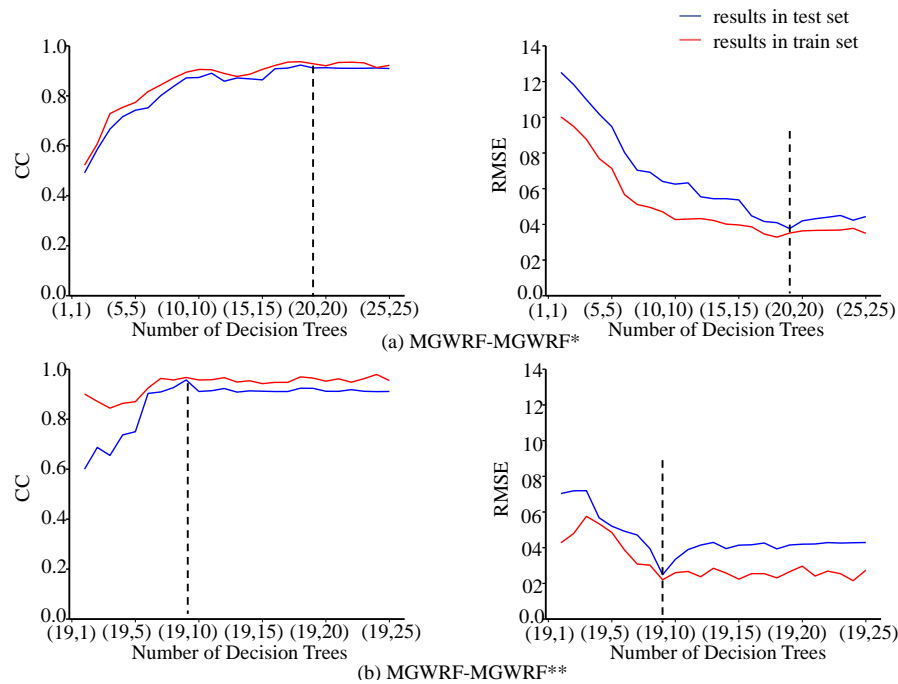 results in test set
results in train set
1.0
0.8
0.6
0.4
0.2
0.0
CC
(1,1) (5,5) (10,10) (15,15) (20,20) (25,25)
Number of Decision Trees
14
12
10
08
06
04
02
0.0
RMSE
(1,1) (5,5) (10,10) (15,15) (20,20) (25,25)
Number of Decision Trees
(a) MGWRF-MGWRF*
1.0
0.8
0.6
0.4
0.2
0.0
CC
(19,1) (19,5) (19,10) (19,15) (19,20) (19,25)
Number of Decision Trees
14
12
10
08
06
04
02
0.0
RMSE
(19,1) (19,5) (19,10) (19,15) (19,20) (19,25)
Number of Decision Trees
(b) MGWRF-MGWRF**